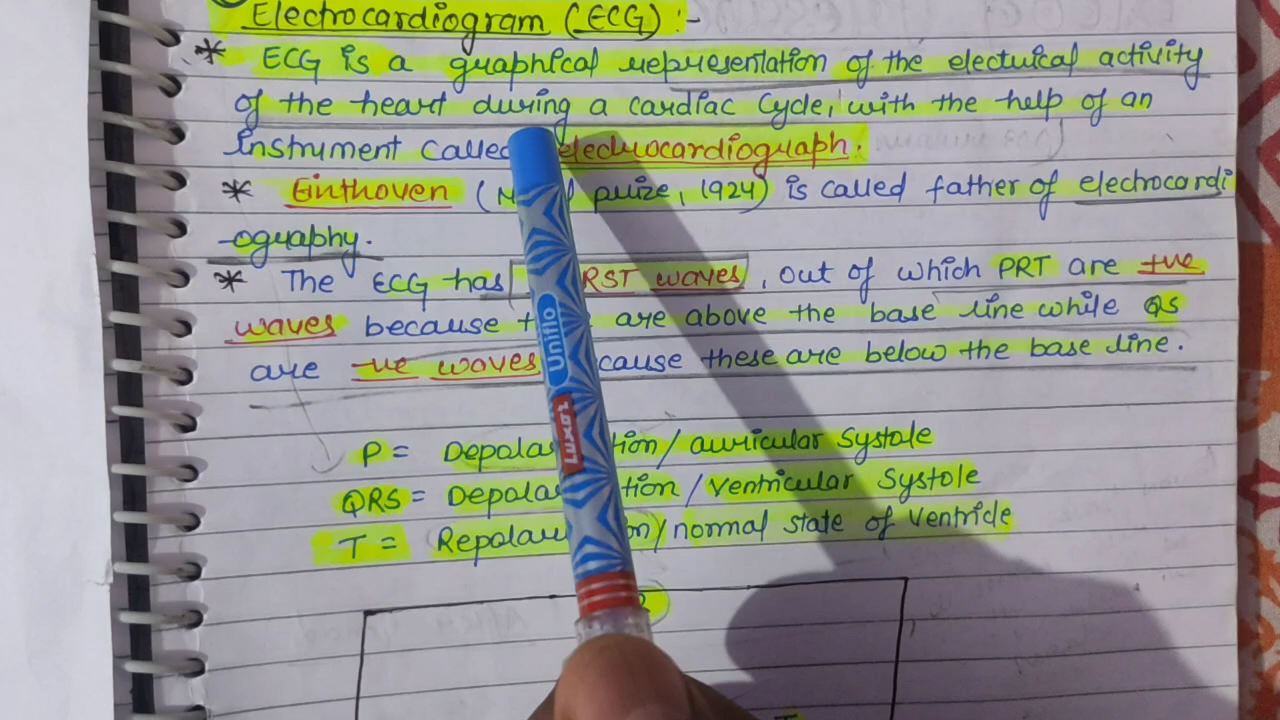 Electrocardiogram (ECG) :-
* ECG is a graphical representation of the electrical activity
of the heart during a cardiac cycle, with the help of an
instrument called electrocardiograph.
* Einthoven ( prize, 1924) is called father of electrocardi
-ography.
* The ECG has RST waves, out of which PRT are +ve
waves because are above the base line while QS
are -ve waves cause these are below the base line.
P = Depola tion/ auricular systole
QRS = Depola tion/ ventricular systole
T = Repolar on/ normal state of ventricle
Uniflo
LUXOR